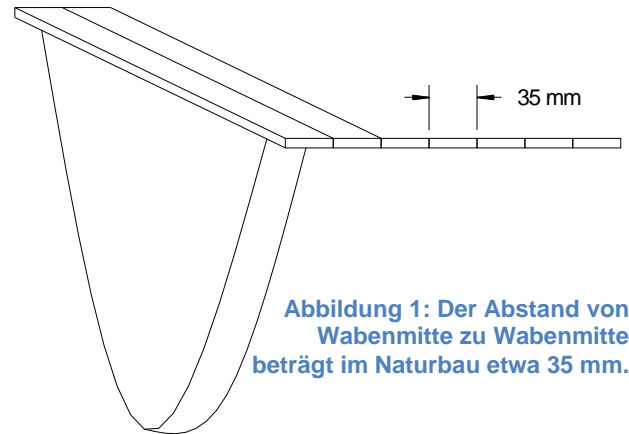 35 mm
Abbildung 1: Der Abstand von
Wabenmitte zu Wabenmitte
beträgt im Naturbau etwa 35 mm.